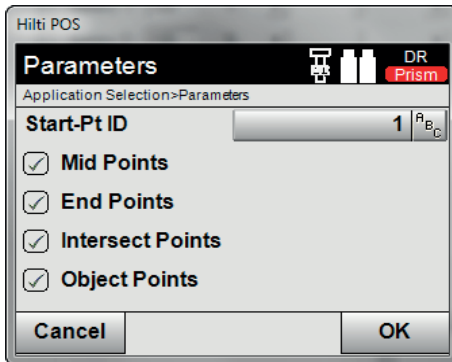 Hilti POS
Parameters
DR
Prism
Application Selection>Parameters
Start-Pt ID 1 ABC
Mid Points
End Points
Intersect Points
Object Points
Cancel OK